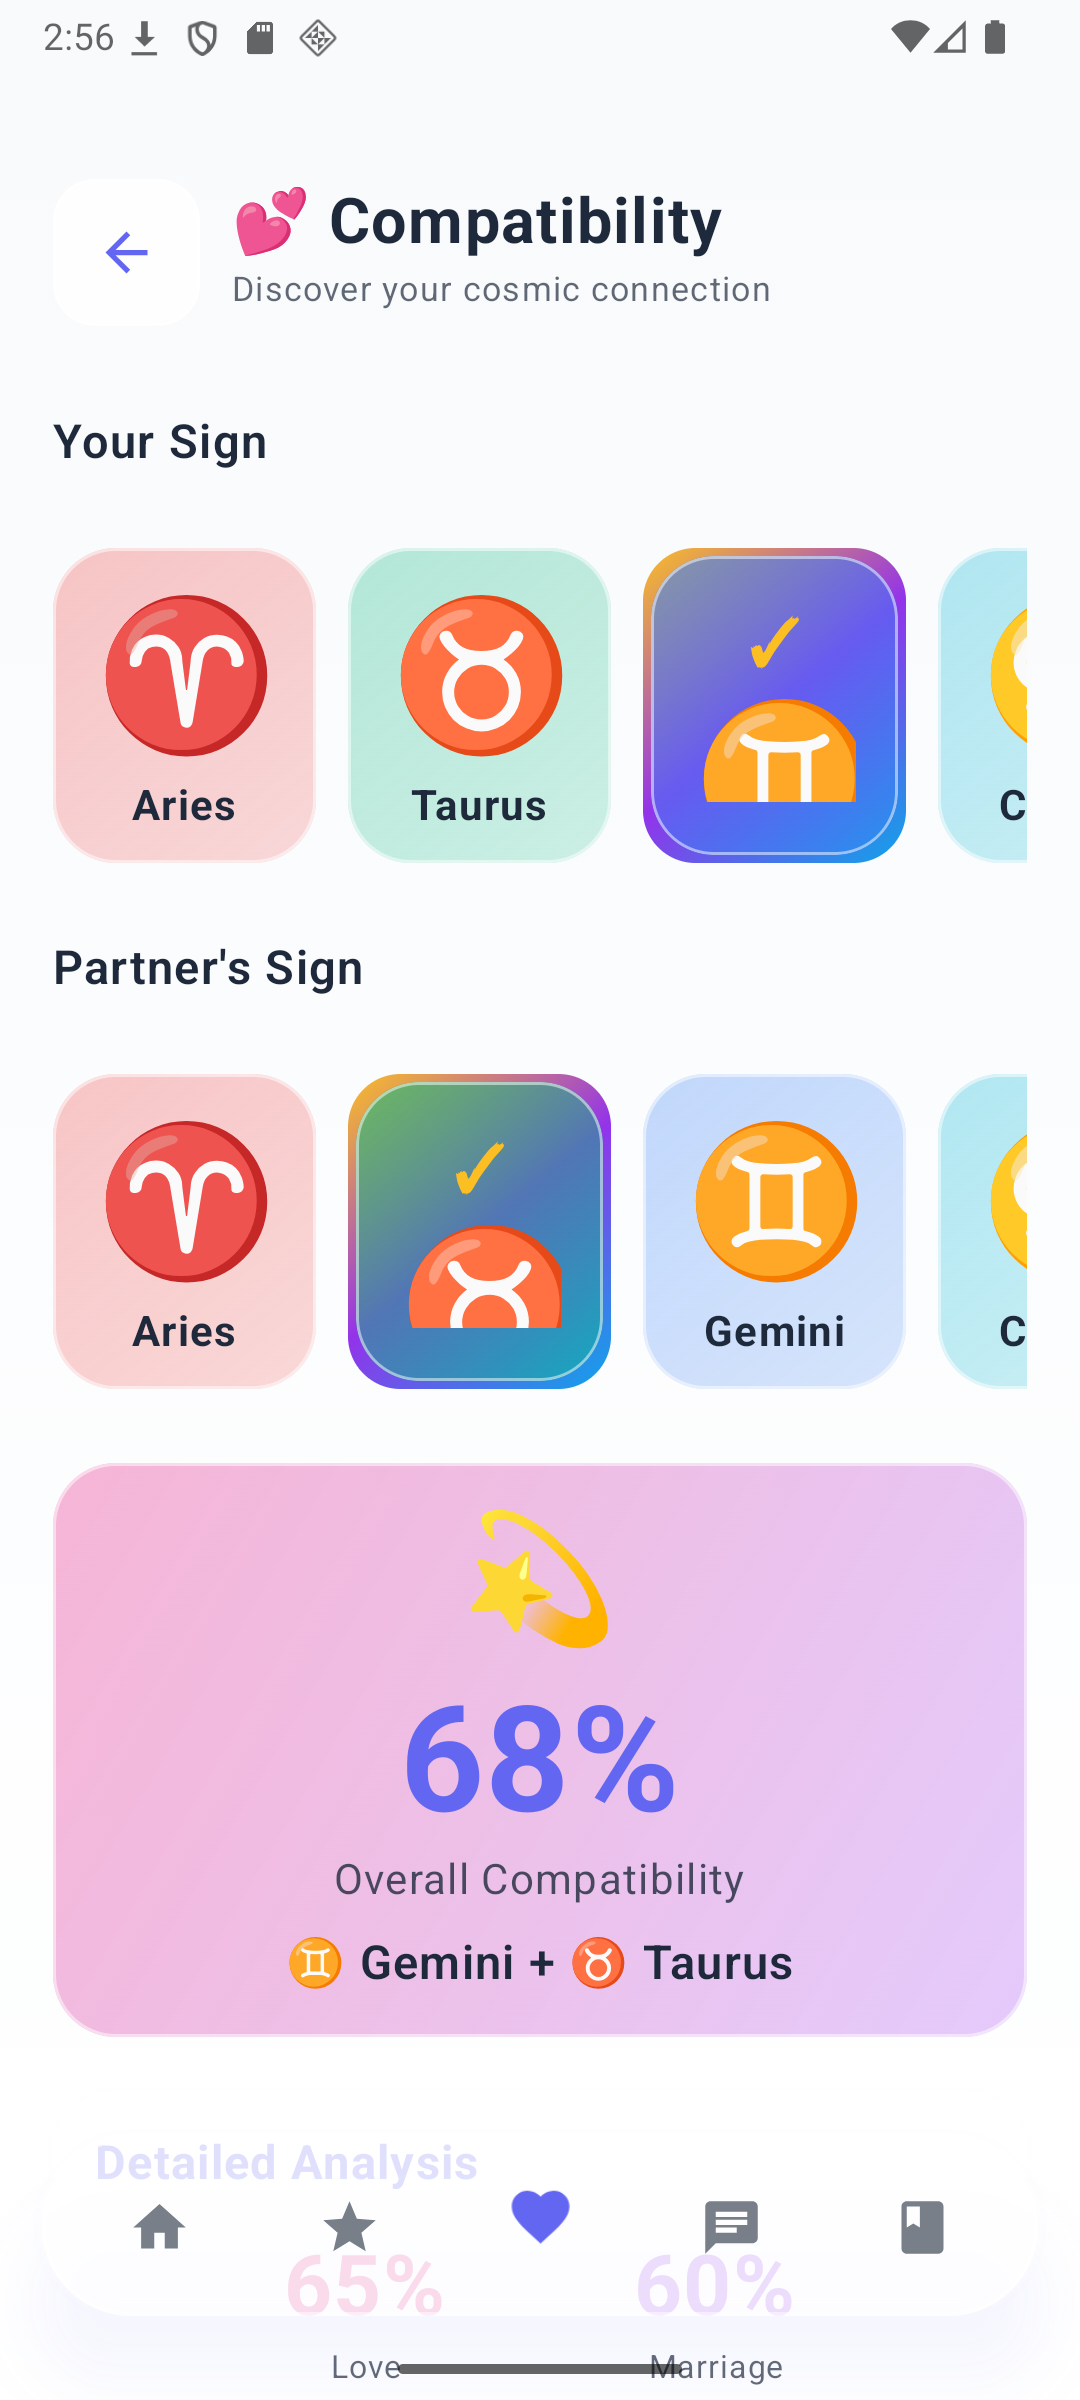 2:56
💕 Compatibility
Discover your cosmic connection
Your Sign
Aries
Taurus
✓
C
Partner's Sign
Aries
✓
Gemini
C
68%
Overall Compatibility
♊ Gemini + ♉ Taurus
Detailed Analysis
65%
60%
Love
Marriage